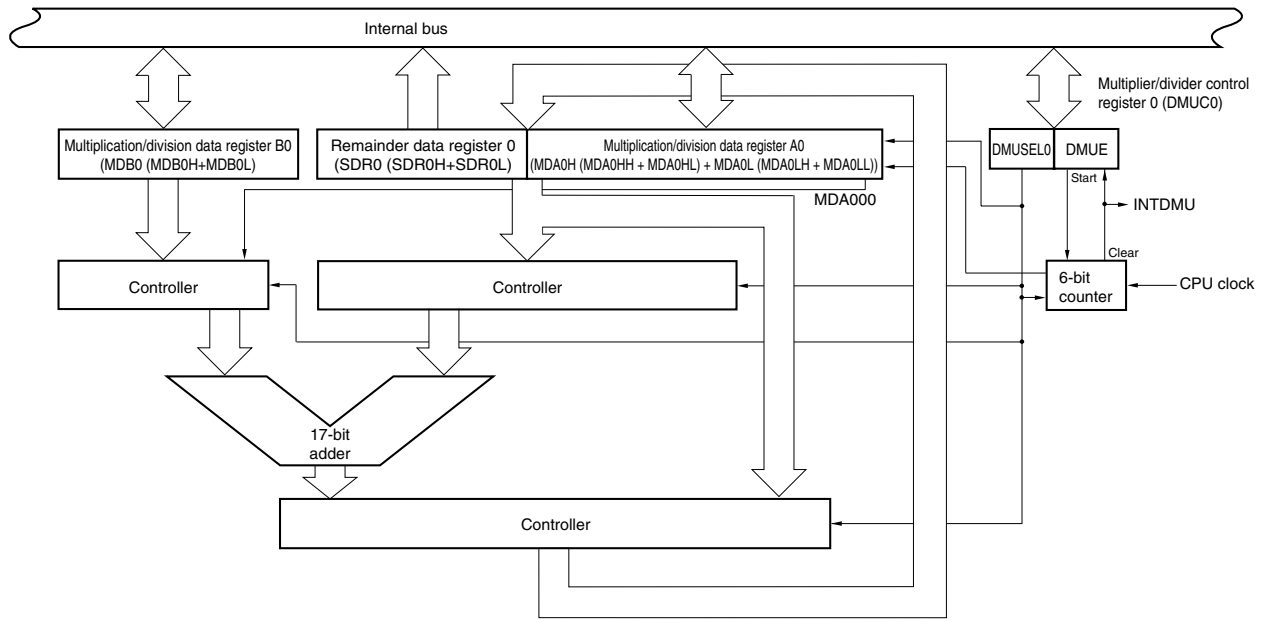 Internal bus
Multiplier/divider control
register 0 (DMUC0)
Multiplication/division data register B0
(MDB0 (MDB0H+MDB0L)
Remainder data register 0
(SDR0 (SDR0H+SDR0L)
Multiplication/division data register A0
(MDA0H (MDA0HH + MDA0HL) + MDA0L (MDA0LH + MDA0LL))
DMUSEL0
DMUE
Start
MDA000
INTDMU
Clear
Controller
Controller
6-bit
counter
CPU clock
17-bit
adder
Controller